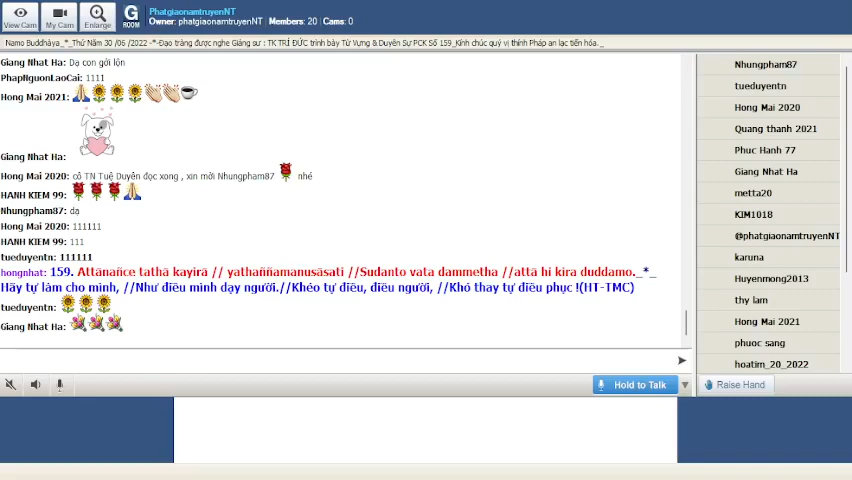 PhatgiaonamtruyenNT
Owner: phatgiaonamtruyenNT Members: 20 Cams: 0
View Cam
My Cam
Enlarge
G
ROOM
Namo Buddhāya_*_Thứ Năm 30 /06 /2022 -*-Đạo tràng được nghe Giảng sư : TK TRÍ ĐỨC trình bày Từ Vựng & Duyên Sự PCK Số 159_Kính chúc quý vị thính Pháp an lạc tiến hóa._
Giang Nhat Ha: Dạ con gởi lộn
PhapNguonLaoCai: 1111
Hong Mai 2021:
Giang Nhat Ha:
Hong Mai 2020: cô TN Tuệ Duyên đọc xong , xin mời Nhungpham87 nhé
HANH KIEM 99:
Nhungpham87: dạ
Hong Mai 2020: 111111
HANH KIEM 99: 111
tueduyentn: 111111
hongnhat: 159. Attānañce tathā kayirā // yathaññamanusāsati //Sudanto vata dammetha //attā hi kira duddamo._*_
Hãy tự làm cho mình, //Như điều mình dạy người.//Khéo tự điều, điều người, //Khó thay tự điều phục !(HT-TMC)
tueduyentn:
Giang Nhat Ha:
Hold to Talk
Nhungpham87
tueduyentn
Hong Mai 2020
Quang thanh 2021
Phuc Hanh 77
Giang Nhat Ha
metta20
KIM1018
@phatgiaonamtruyenNT
karuna
Huyenmong2013
thy lam
Hong Mai 2021
phuoc sang
hoatim_20_2022
Raise Hand